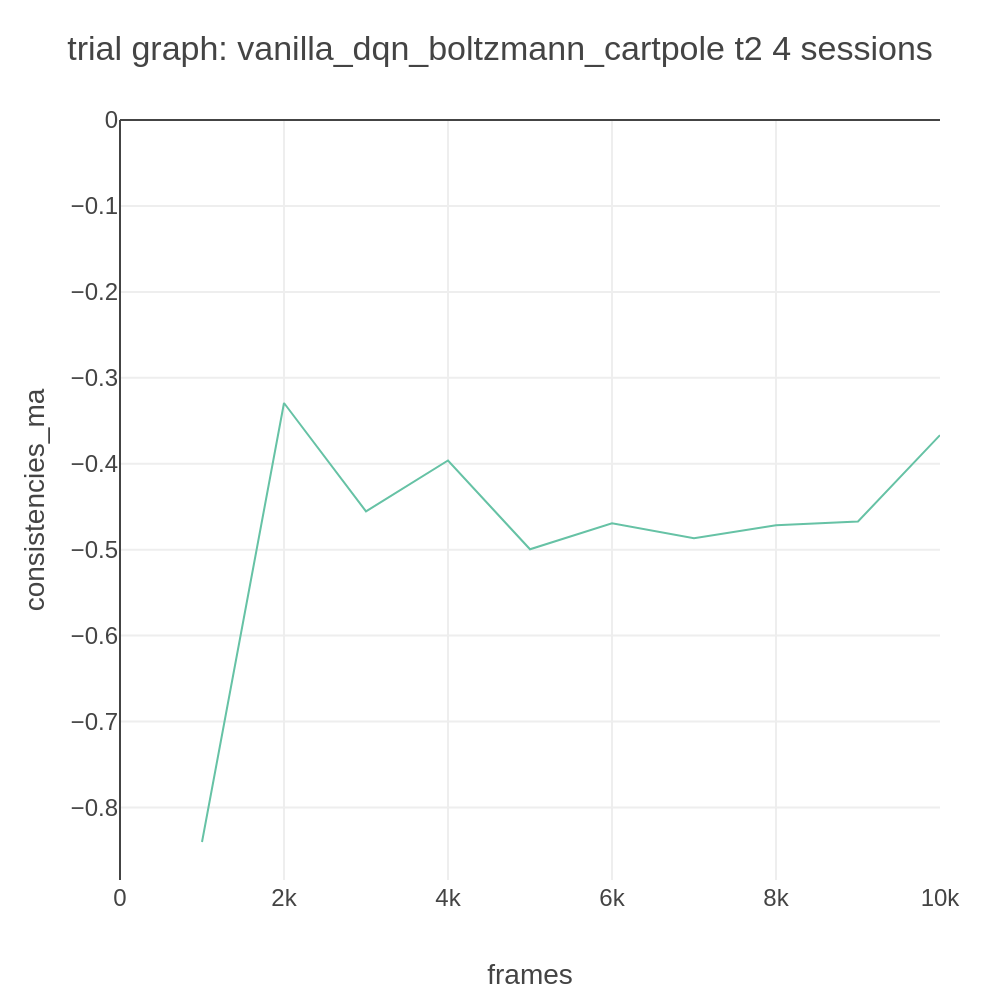 trial graph: vanilla_dqn_boltzmann_cartpole t2 4 sessions
0
−0.1
−0.2
−0.3
−0.4
−0.5
−0.6
−0.7
−0.8
consistencies_ma
0 2k 4k 6k 8k 10k
frames